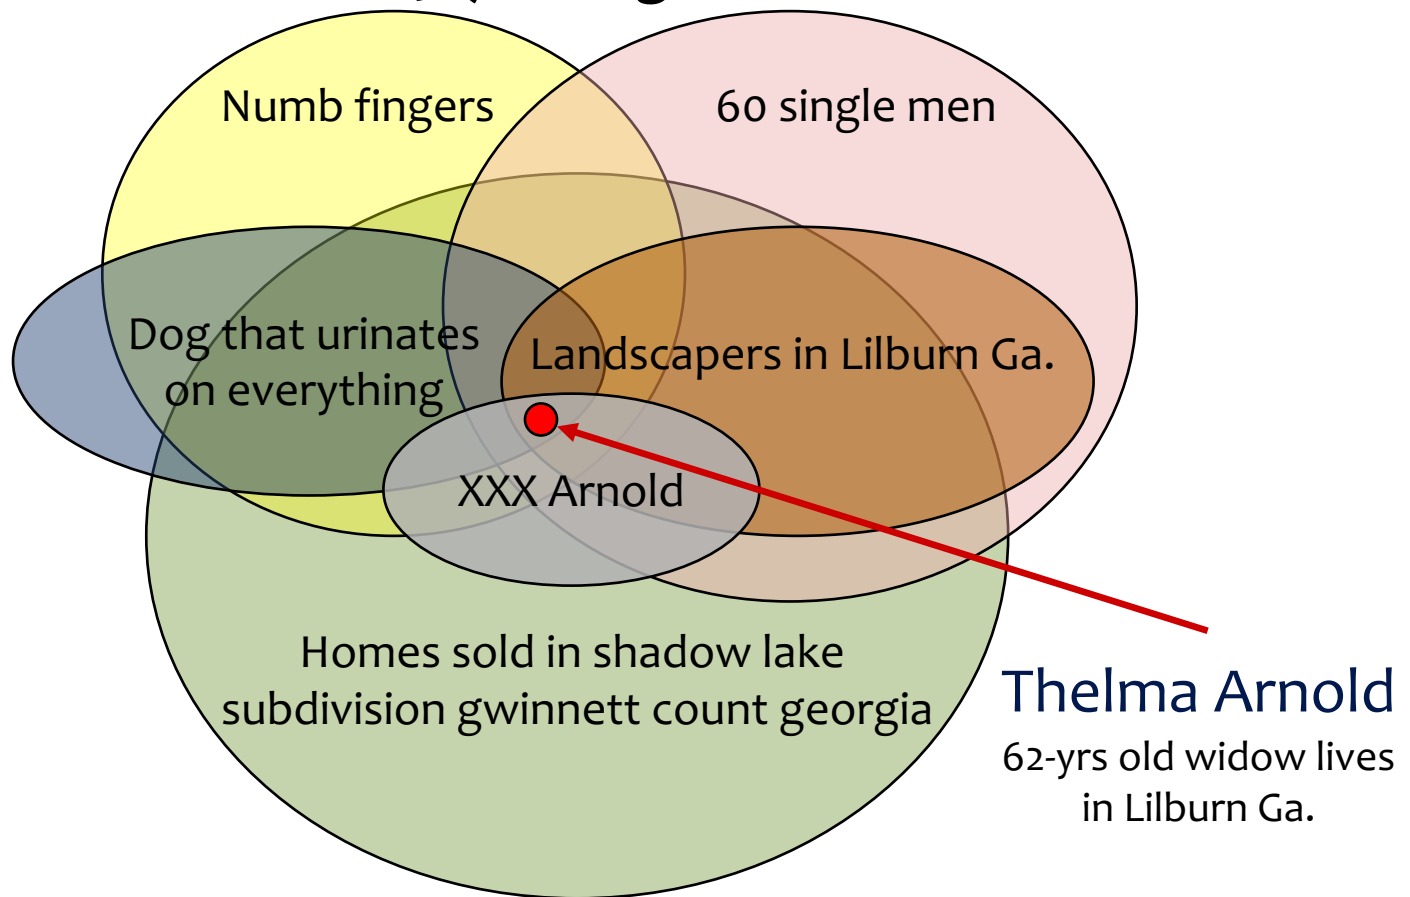 Numb fingers
60 single men
Dog that urinates
on everything
Landscapers in Lilburn Ga.
XXX Arnold
Homes sold in shadow lake
subdivision gwinnett count georgia
Thelma Arnold
62-yrs old widow lives
in Lilburn Ga.